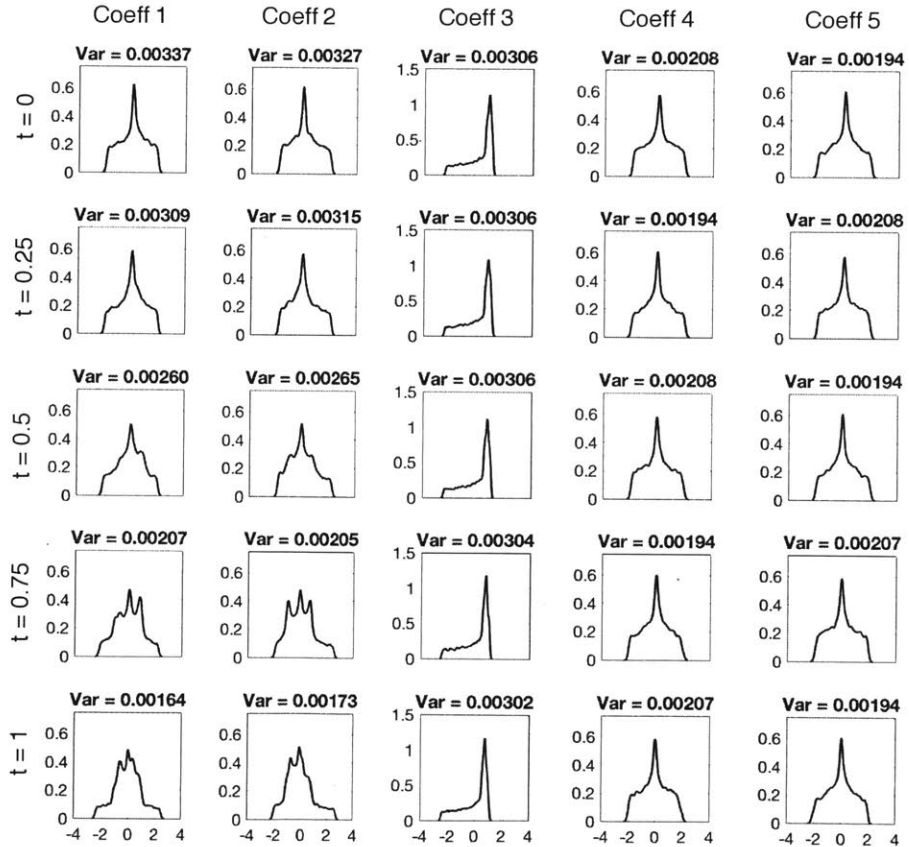 Coeff 1 Coeff 2 Coeff 3 Coeff 4 Coeff 5
t = 0
Var = 0.00337 Var = 0.00327 Var = 0.00306 Var = 0.00208 Var = 0.00194
0.6 0.6 1.5 0.6 0.6
0.4 0.4 1 0.4 0.4
0.2 0.2 0.5 0.2 0.2
0 0 0 0 0
t = 0.25
Var = 0.00309 Var = 0.00315 Var = 0.00306 Var = 0.00194 Var = 0.00208
0.6 0.6 1.5 0.6 0.6
0.4 0.4 1 0.4 0.4
0.2 0.2 0.5 0.2 0.2
0 0 0 0 0
t = 0.5
Var = 0.00260 Var = 0.00265 Var = 0.00306 Var = 0.00208 Var = 0.00194
0.6 0.6 1.5 0.6 0.6
0.4 0.4 1 0.4 0.4
0.2 0.2 0.5 0.2 0.2
0 0 0 0 0
t = 0.75
Var = 0.00207 Var = 0.00205 Var = 0.00304 Var = 0.00194 Var = 0.00207
0.6 0.6 1.5 0.6 0.6
0.4 0.4 1 0.4 0.4
0.2 0.2 0.5 0.2 0.2
0 0 0 0 0
t = 1
Var = 0.00164 Var = 0.00173 Var = 0.00302 Var = 0.00207 Var = 0.00194
0.6 0.6 1.5 0.6 0.6
0.4 0.4 1 0.4 0.4
0.2 0.2 0.5 0.2 0.2
0 0 0 0 0
-4 -2 0 2 4 -4 -2 0 2 4 -4 -2 0 2 4 -4 -2 0 2 4 -4 -2 0 2 4